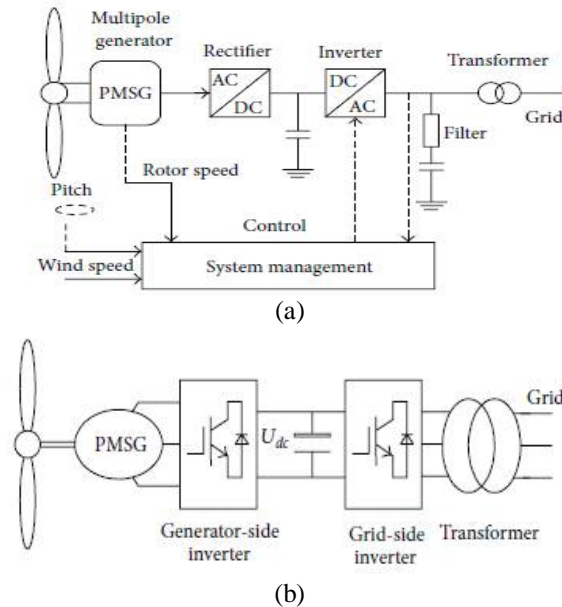 Multipole
generator
Rectifier
Inverter
Transformer
PMSG
AC
DC
DC
AC
Grid
Filter
Rotor speed
Pitch
Control
Wind speed
System management
(a)
Grid
PMSG
U_dc
Generator-side
inverter
Grid-side
inverter
Transformer
(b)